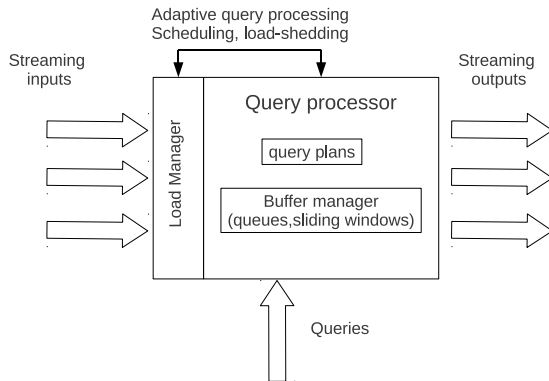 Adaptive query processing
Scheduling, load-shedding
Streaming
inputs
Streaming
outputs
Load Manager
Query processor
query plans
Buffer manager
(queues,sliding windows)
Queries